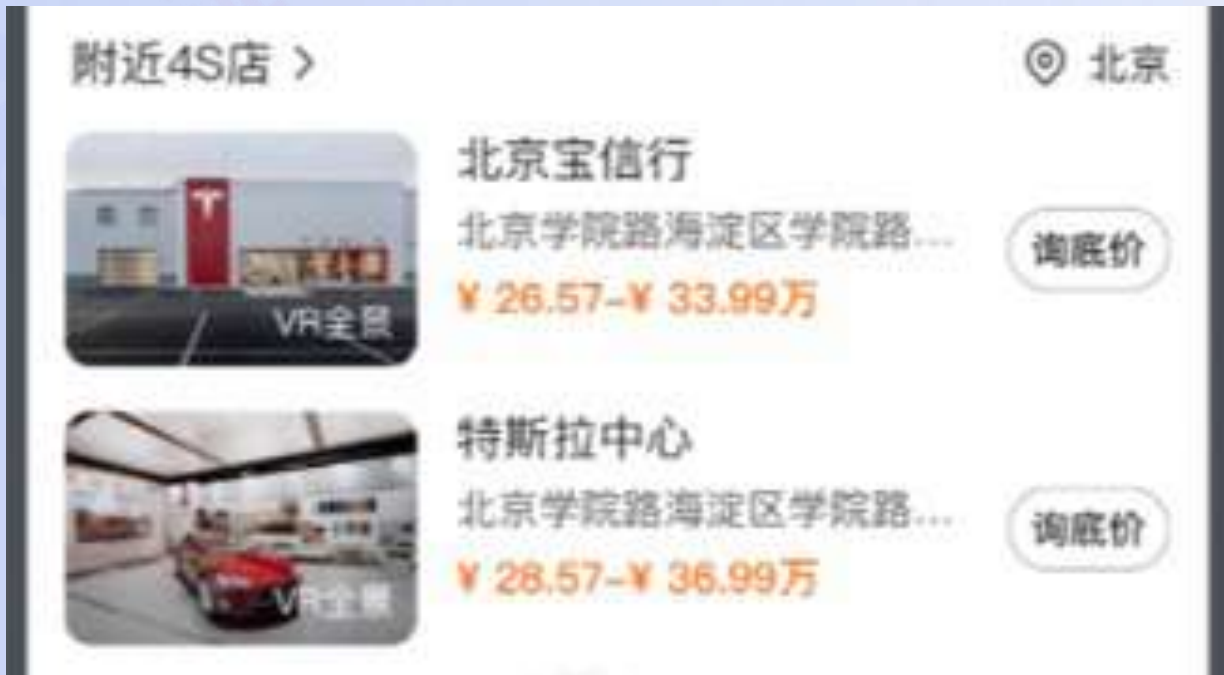 附近4S店 >
北京
北京宝信行
北京学院路海淀区学院路...
询底价
¥ 26.57-¥ 33.99万
VR全景
特斯拉中心
北京学院路海淀区学院路...
询底价
¥ 28.57-¥ 36.99万
VR全景